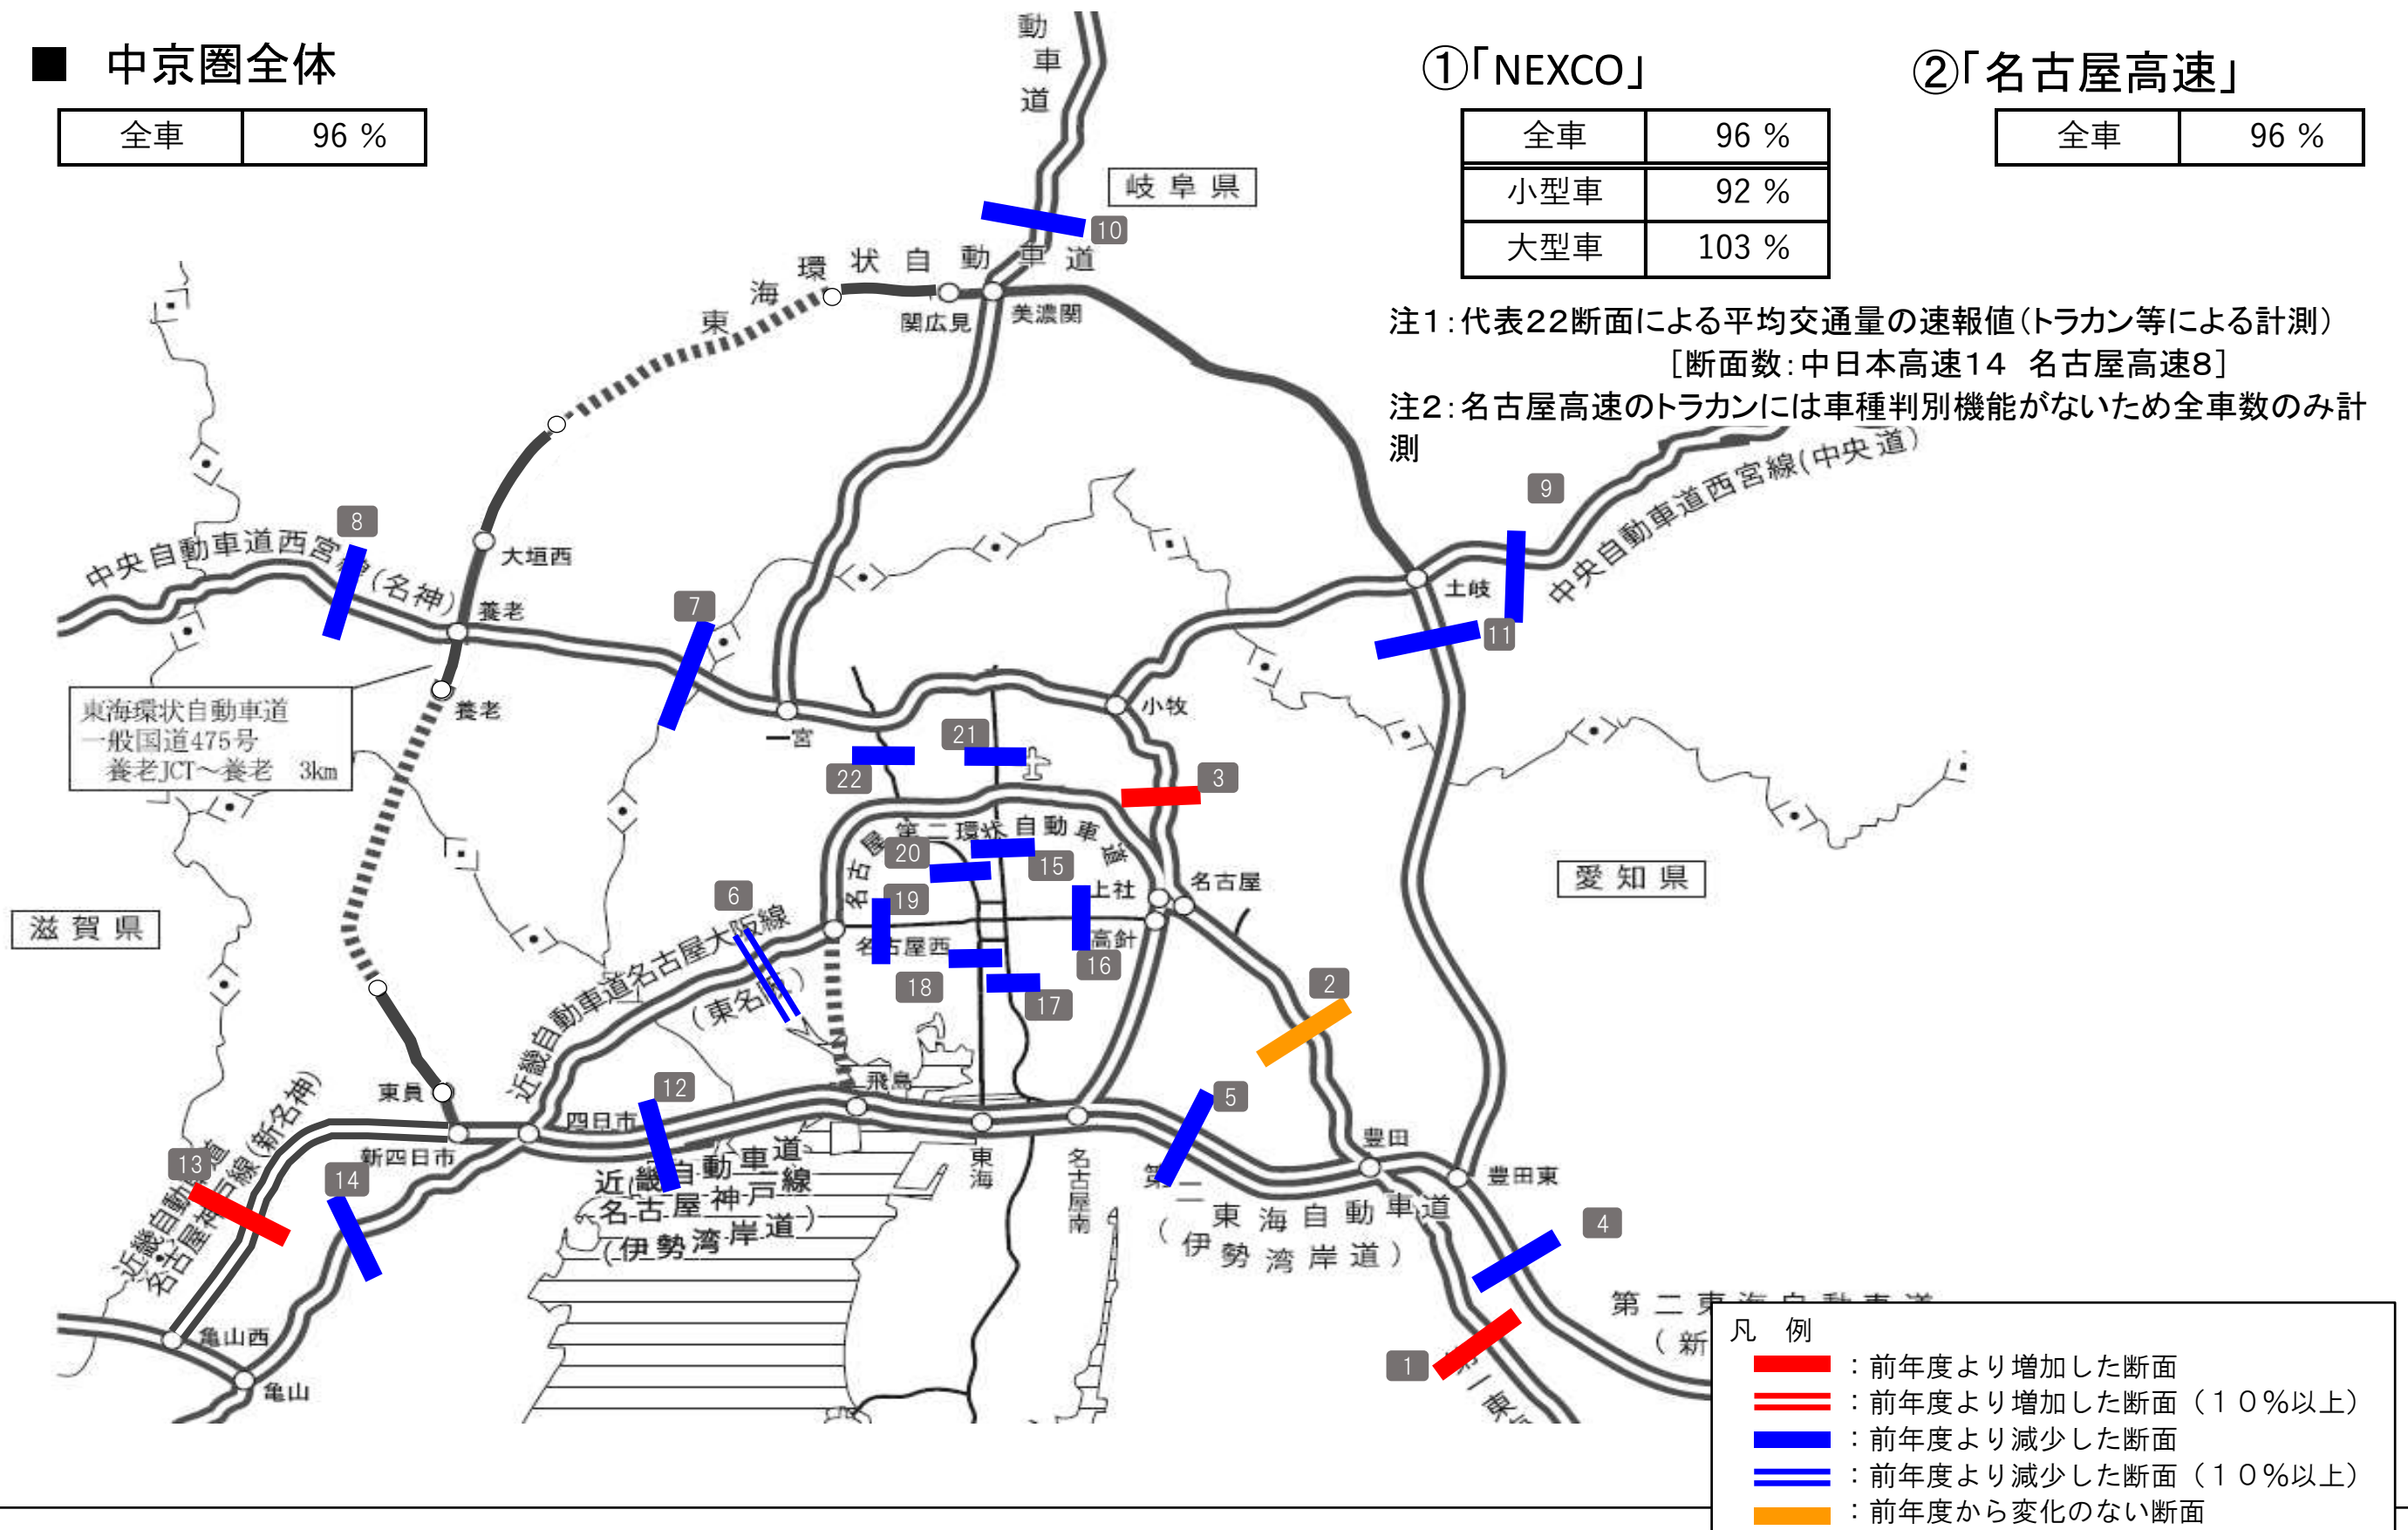 ■ 中京圏全体
全車 96 %
①「NEXCO」
全車 96 %
小型車 92 %
大型車 103 %
②「名古屋高速」
全車 96 %
注1：代表22断面による平均交通量の速報値（トラカン等による計測）
［断面数：中日本高速14 名古屋高速8］
注2：名古屋高速のトラカンには車種判別機能がないため全車数のみ計
測
動車道
岐阜県
10
東海環状自動車道
関広見
美濃関
9
中央自動車道西宮線(中央道)
8
中央自動車道西宮線(名神)
大垣西
養老
7
土岐
11
東海環状自動車道
一般国道475号
養老JCT～養老 3km
養老
一宮
小牧
21
22
3
名古屋第二環状自動車道
20
15
上社
名古屋
愛知県
滋賀県
6
19
名古屋西
高針
16
近畿自動車道名古屋大阪線
(東名阪)
18
17
2
東員
12
飛島
5
四日市
新四日市
13
近畿自動車道
名古屋神戸線(新名神)
14
近畿自動車道
名古屋神戸線
(伊勢湾岸道)
東海
名古屋南
豊田
豊田東
第二東海自動車道
(伊勢湾岸道)
4
亀山西
亀山
1
第一東
第二東海自動車道
(新
凡 例
：前年度より増加した断面
：前年度より増加した断面（１０％以上）
：前年度より減少した断面
：前年度より減少した断面（１０％以上）
：前年度から変化のない断面